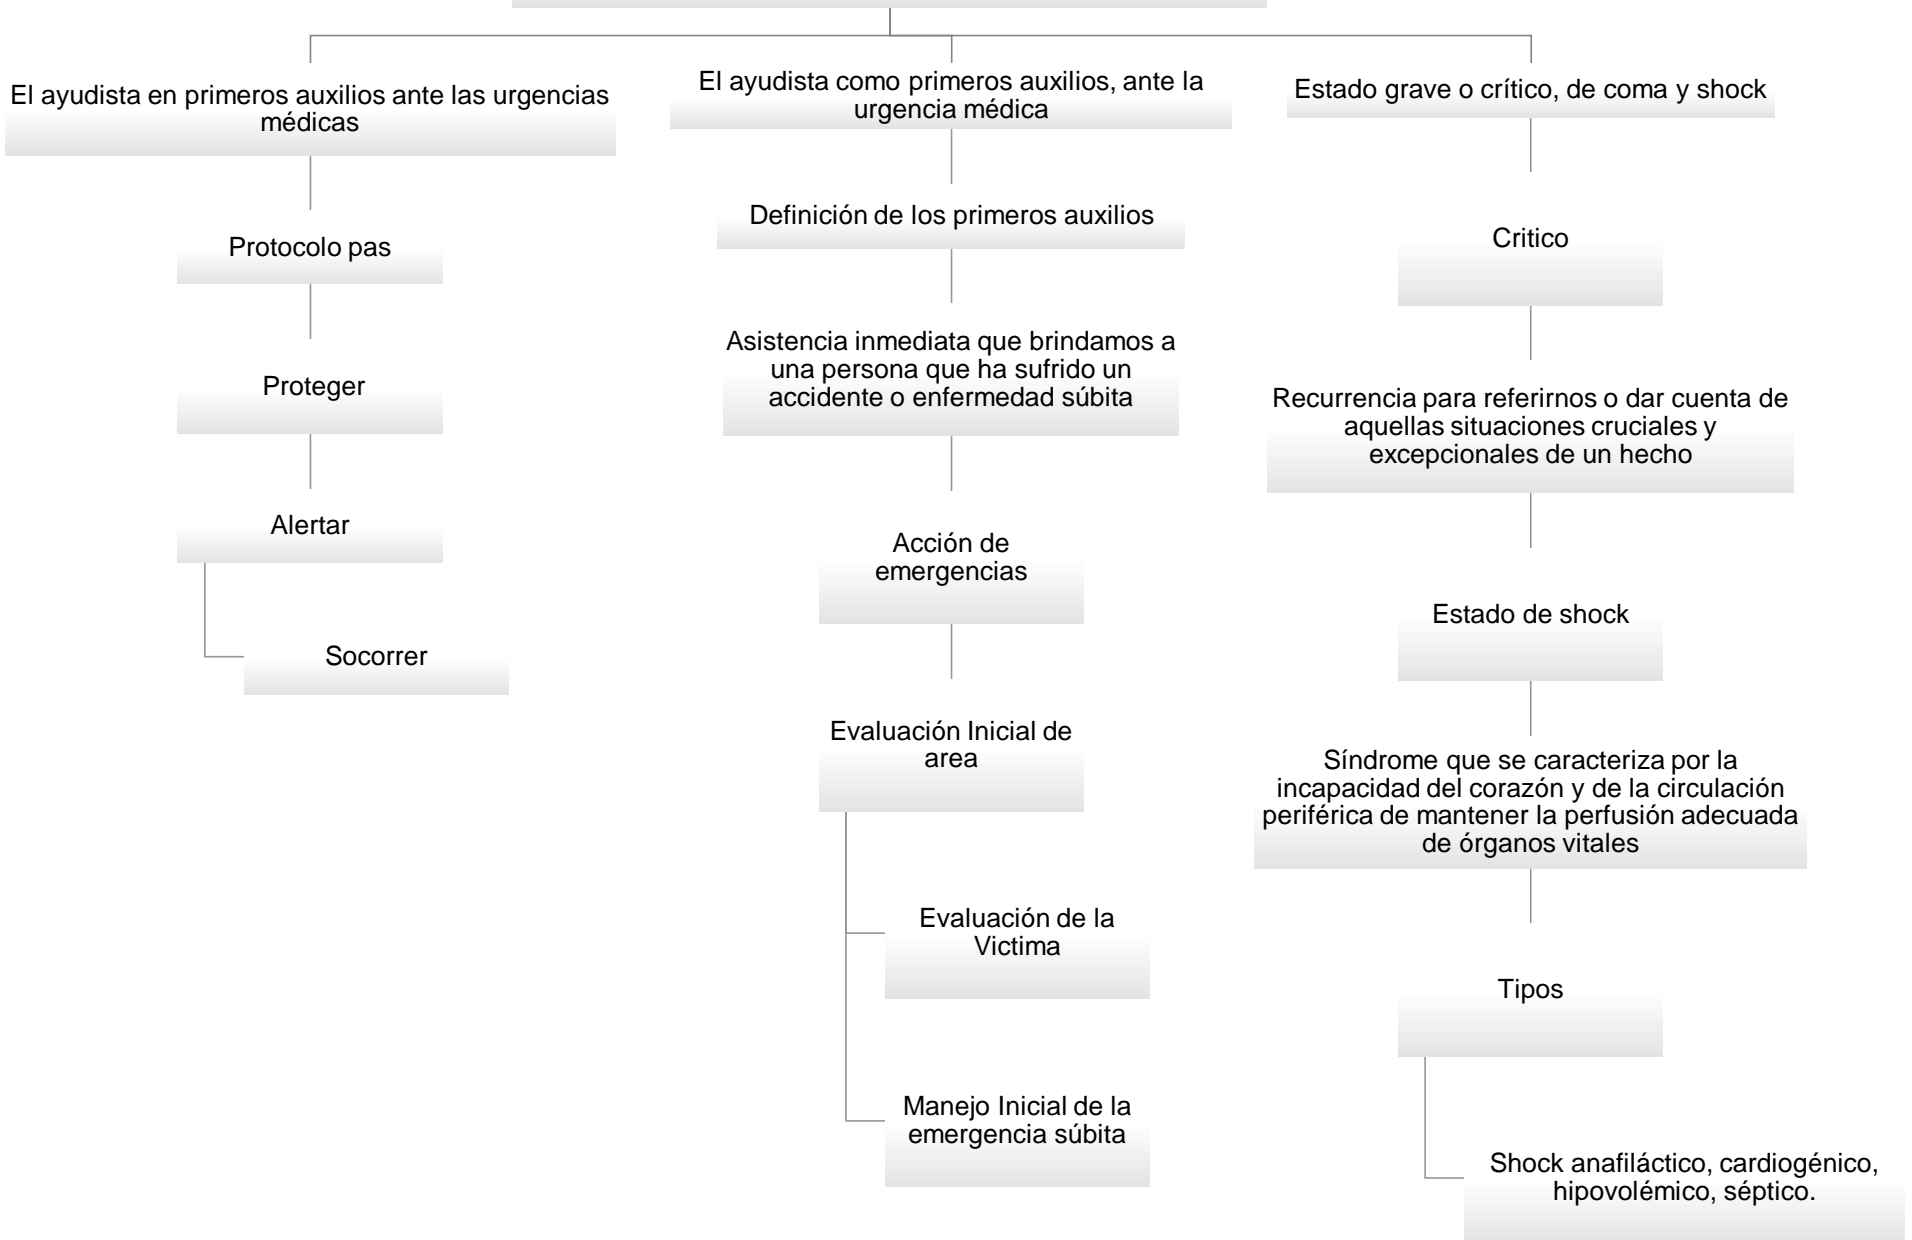 El ayudista en primeros auxilios ante las urgencias
médicas
Protocolo pas
Proteger
Alertar
Socorrer
El ayudista como primeros auxilios, ante la
urgencia médica
Definición de los primeros auxilios
Asistencia inmediata que brindamos a
una persona que ha sufrido un
accidente o enfermedad súbita
Acción de
emergencias
Evaluación Inicial de
area
Evaluación de la
Victima
Manejo Inicial de la
emergencia súbita
Estado grave o crítico, de coma y shock
Critico
Recurrencia para referirnos o dar cuenta de
aquellas situaciones cruciales y
excepcionales de un hecho
Estado de shock
Síndrome que se caracteriza por la
incapacidad del corazón y de la circulación
periférica de mantener la perfusión adecuada
de órganos vitales
Tipos
Shock anafiláctico, cardiogénico,
hipovolémico, séptico.